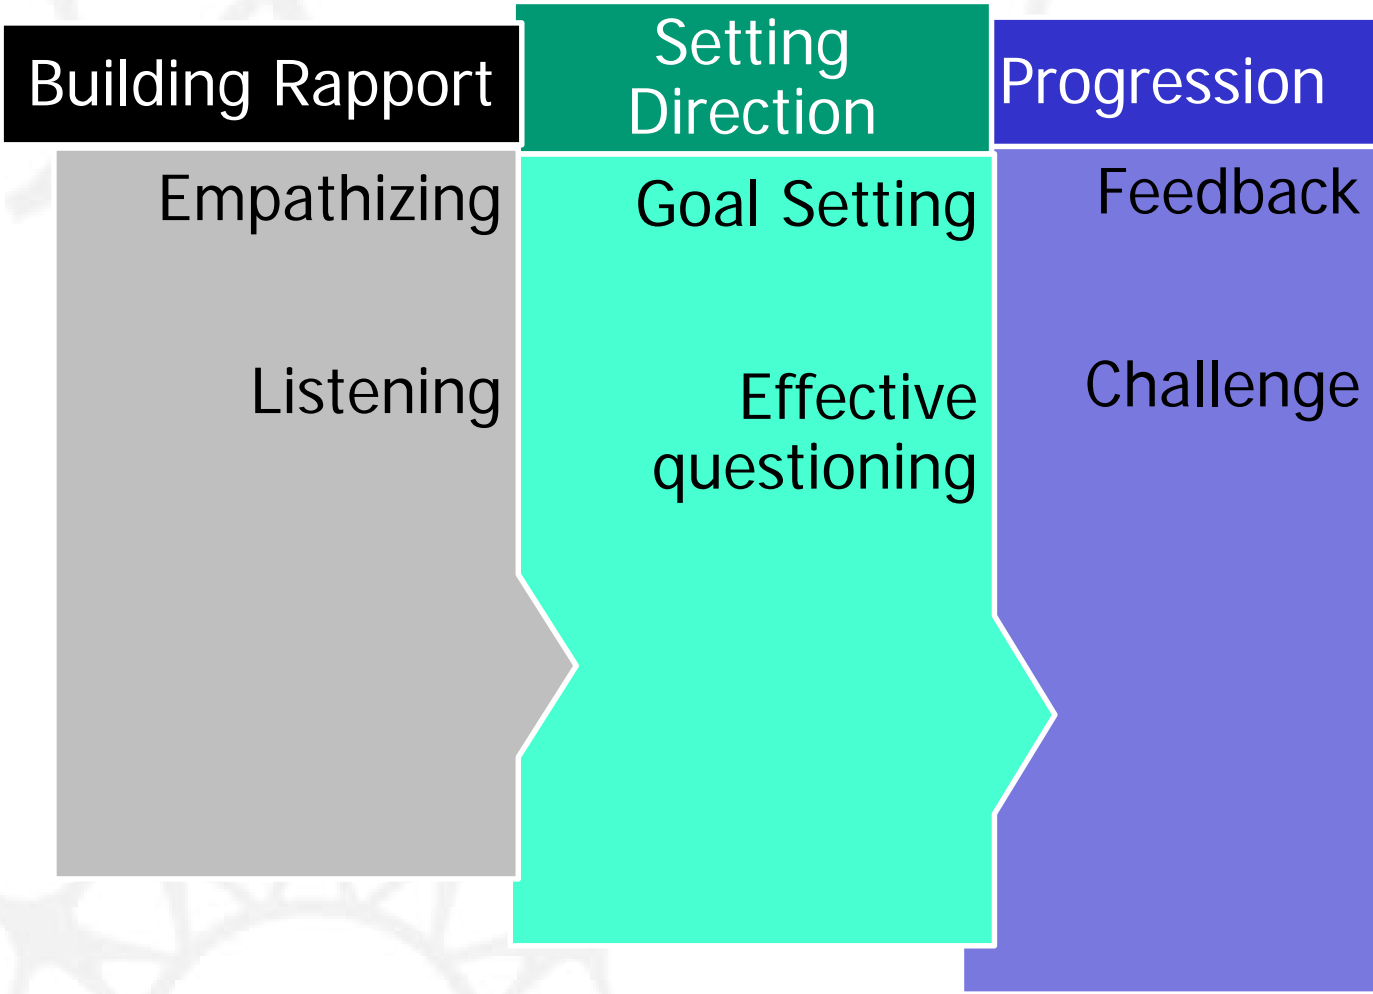 Building Rapport
Empathizing
Listening
Setting
Direction
Goal Setting
Effective
questioning
Progression
Feedback
Challenge